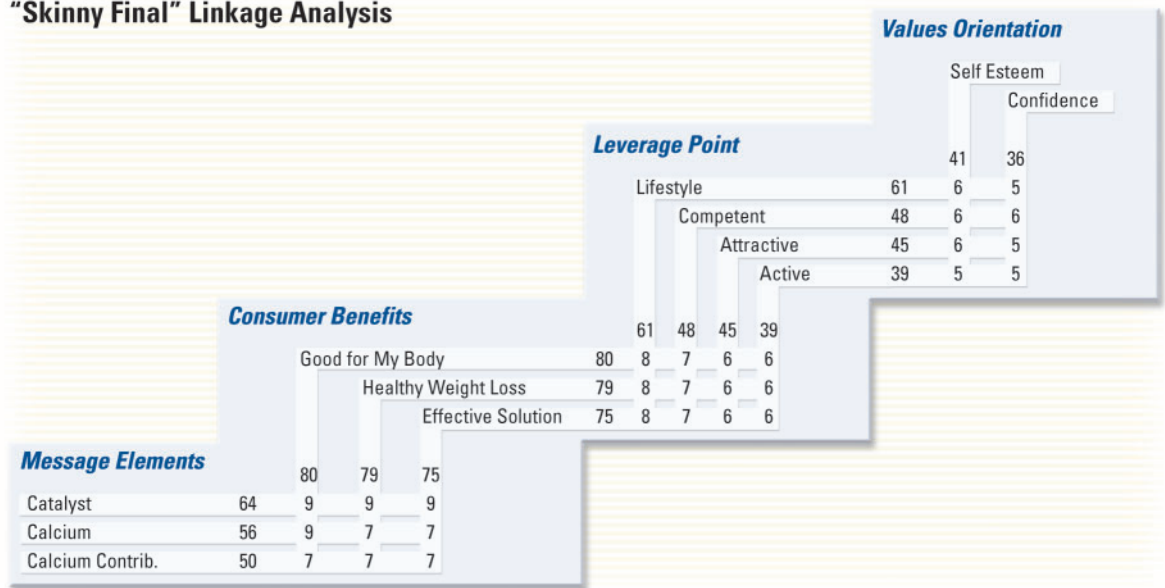 "Skinny Final" Linkage Analysis
Values Orientation
Self Esteem
Confidence
Leverage Point
41 36
Lifestyle 61 6 5
Competent 48 6 6
Attractive 45 6 5
Active 39 5 5
Consumer Benefits
61 48 45 39
Good for My Body 80 8 7 6 6
Healthy Weight Loss 79 8 7 6 6
Effective Solution 75 8 7 6 6
Message Elements
80 79 75
Catalyst 64 9 9 9
Calcium 56 9 7 7
Calcium Contrib. 50 7 7 7